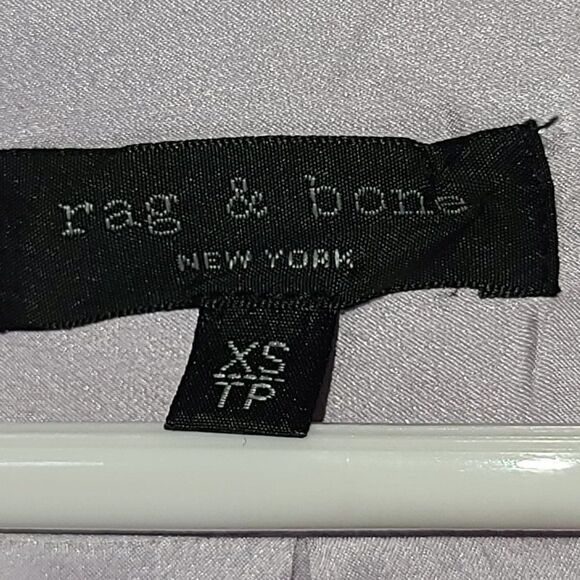 rag & bone
NEW YORK
XS
TP